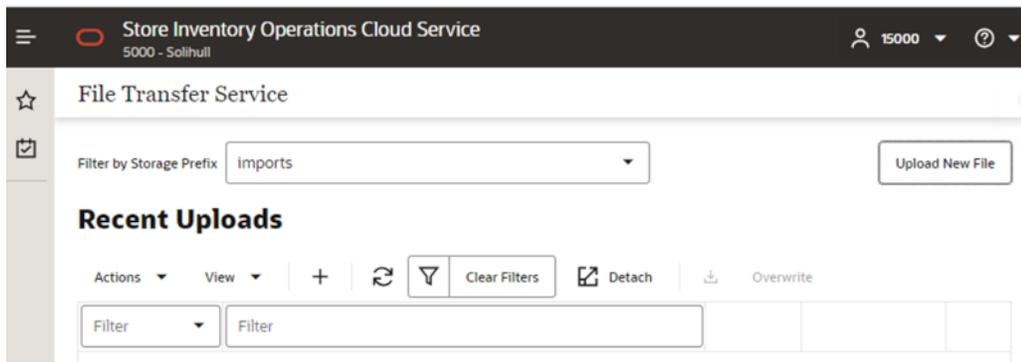 Store Inventory Operations Cloud Service
5000 - Solihull
15000
File Transfer Service
Filter by Storage Prefix imports Upload New File
Recent Uploads
Actions View Clear Filters Detach Overwrite
Filter Filter